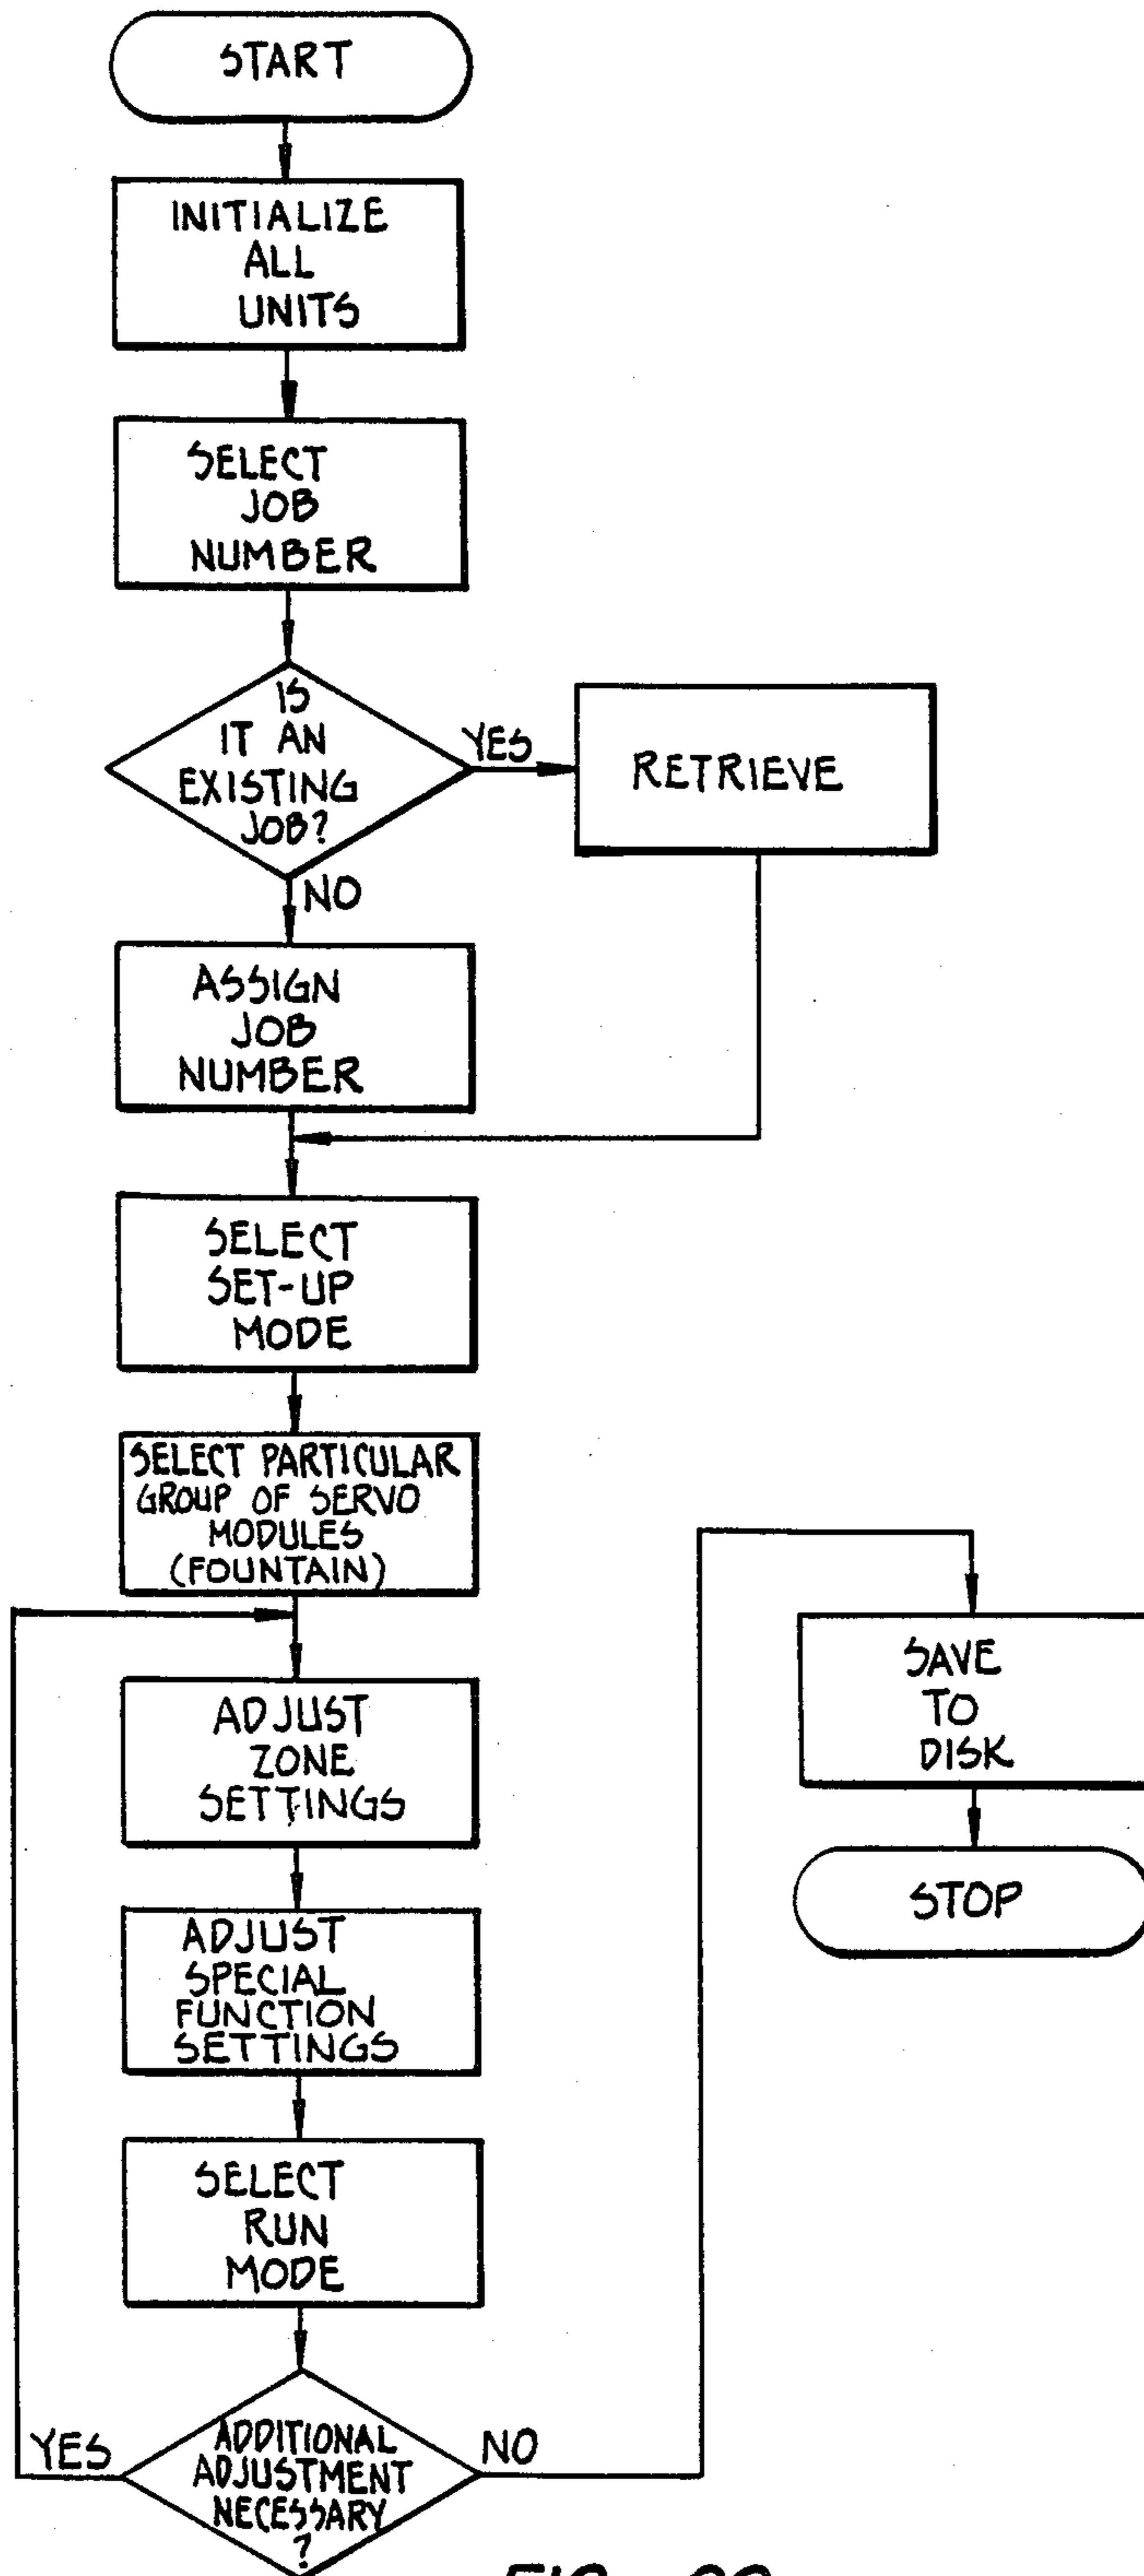 START
INITIALIZE
ALL
UNITS
SELECT
JOB
NUMBER
IS
IT AN
EXISTING
JOB?
YES
RETRIEVE
NO
ASSIGN
JOB
NUMBER
SELECT
SET-UP
MODE
SELECT PARTICULAR
GROUP OF SERVO
MODULES
(FOUNTAIN)
ADJUST
ZONE
SETTINGS
ADJUST
SPECIAL
FUNCTION
SETTINGS
SELECT
RUN
MODE
ADDITIONAL
ADJUSTMENT
NECESSARY
?
YES
NO
SAVE
TO
DISK
STOP